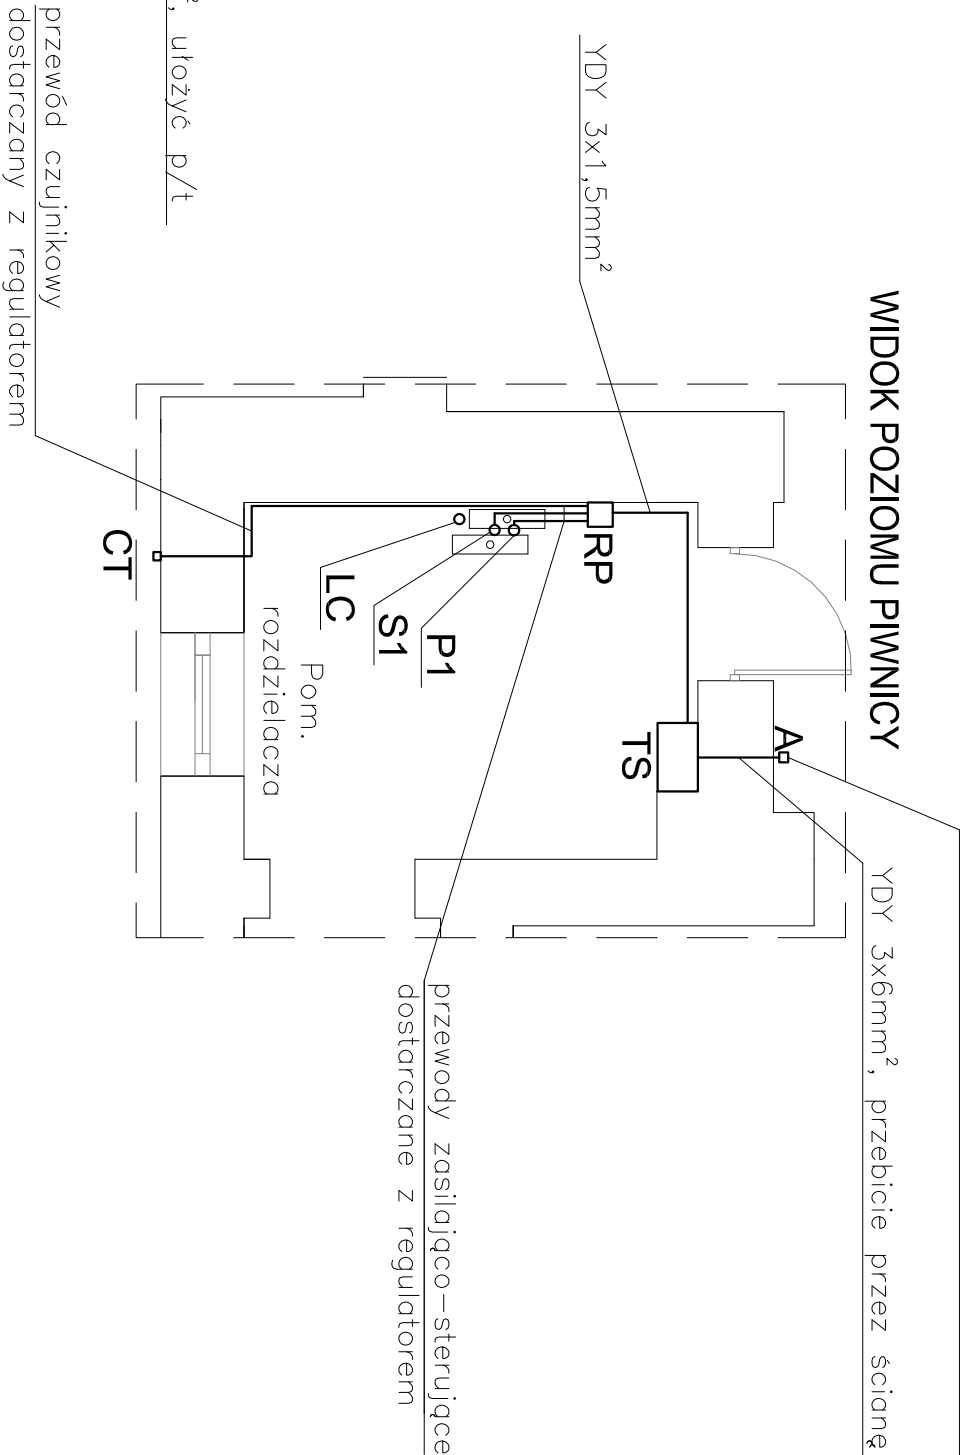 WIDOK POZIOMU PIWNICY
YDY 3x6mm², przebicie przez ścianę
A
TS
YDY 3x1,5mm²
RP
P1
S1
LC
Pom.
rozdzielacza
CT
przewody zasilająco-sterujące
dostarczane z regulatorem
, ułożyć p/t
przewód czujnikowy
dostarczany z regulatorem